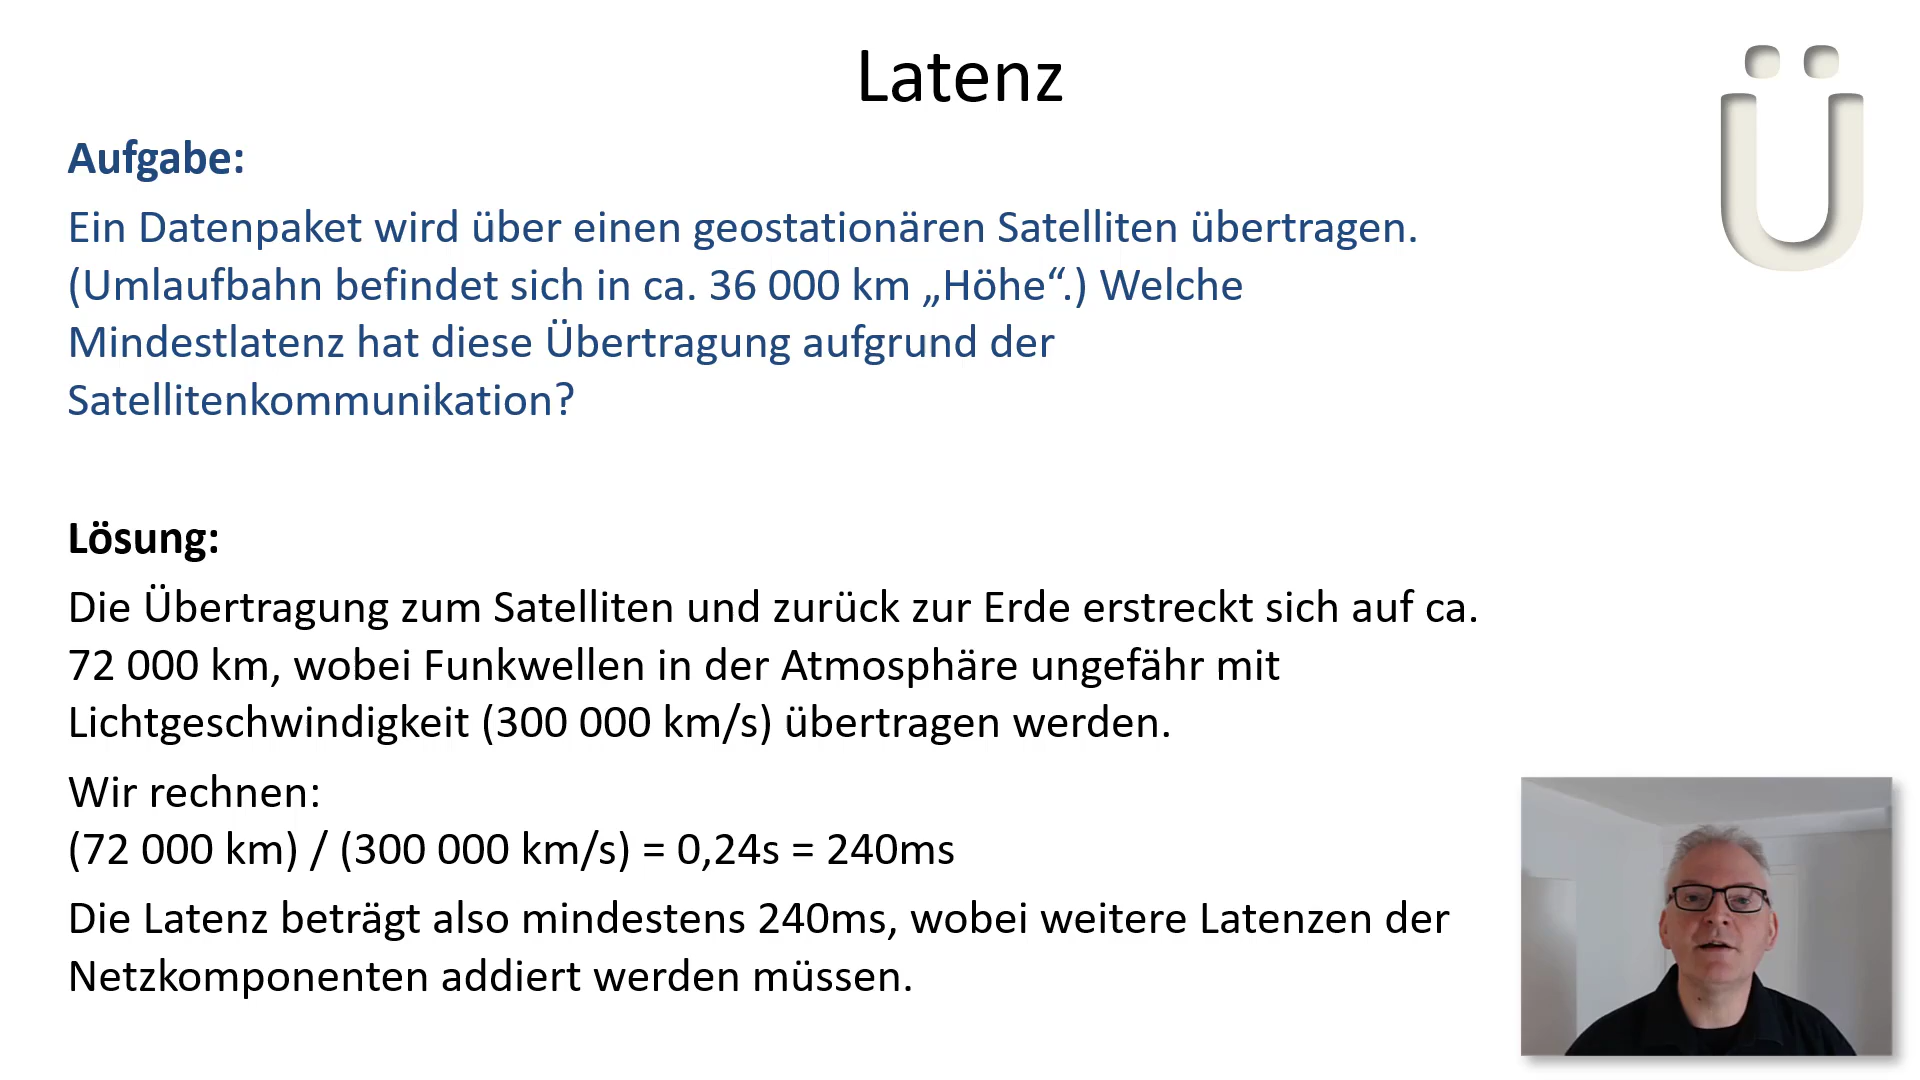 Latenz
Ü
Aufgabe:
Ein Datenpaket wird über einen geostationären Satelliten übertragen.
(Umlaufbahn befindet sich in ca. 36 000 km „Höhe“.) Welche
Mindestlatenz hat diese Übertragung aufgrund der
Satellitenkommunikation?
Lösung:
Die Übertragung zum Satelliten und zurück zur Erde erstreckt sich auf ca.
72 000 km, wobei Funkwellen in der Atmosphäre ungefähr mit
Lichtgeschwindigkeit (300 000 km/s) übertragen werden.
Wir rechnen:
(72 000 km) / (300 000 km/s) = 0,24s = 240ms
Die Latenz beträgt also mindestens 240ms, wobei weitere Latenzen der
Netzkomponenten addiert werden müssen.